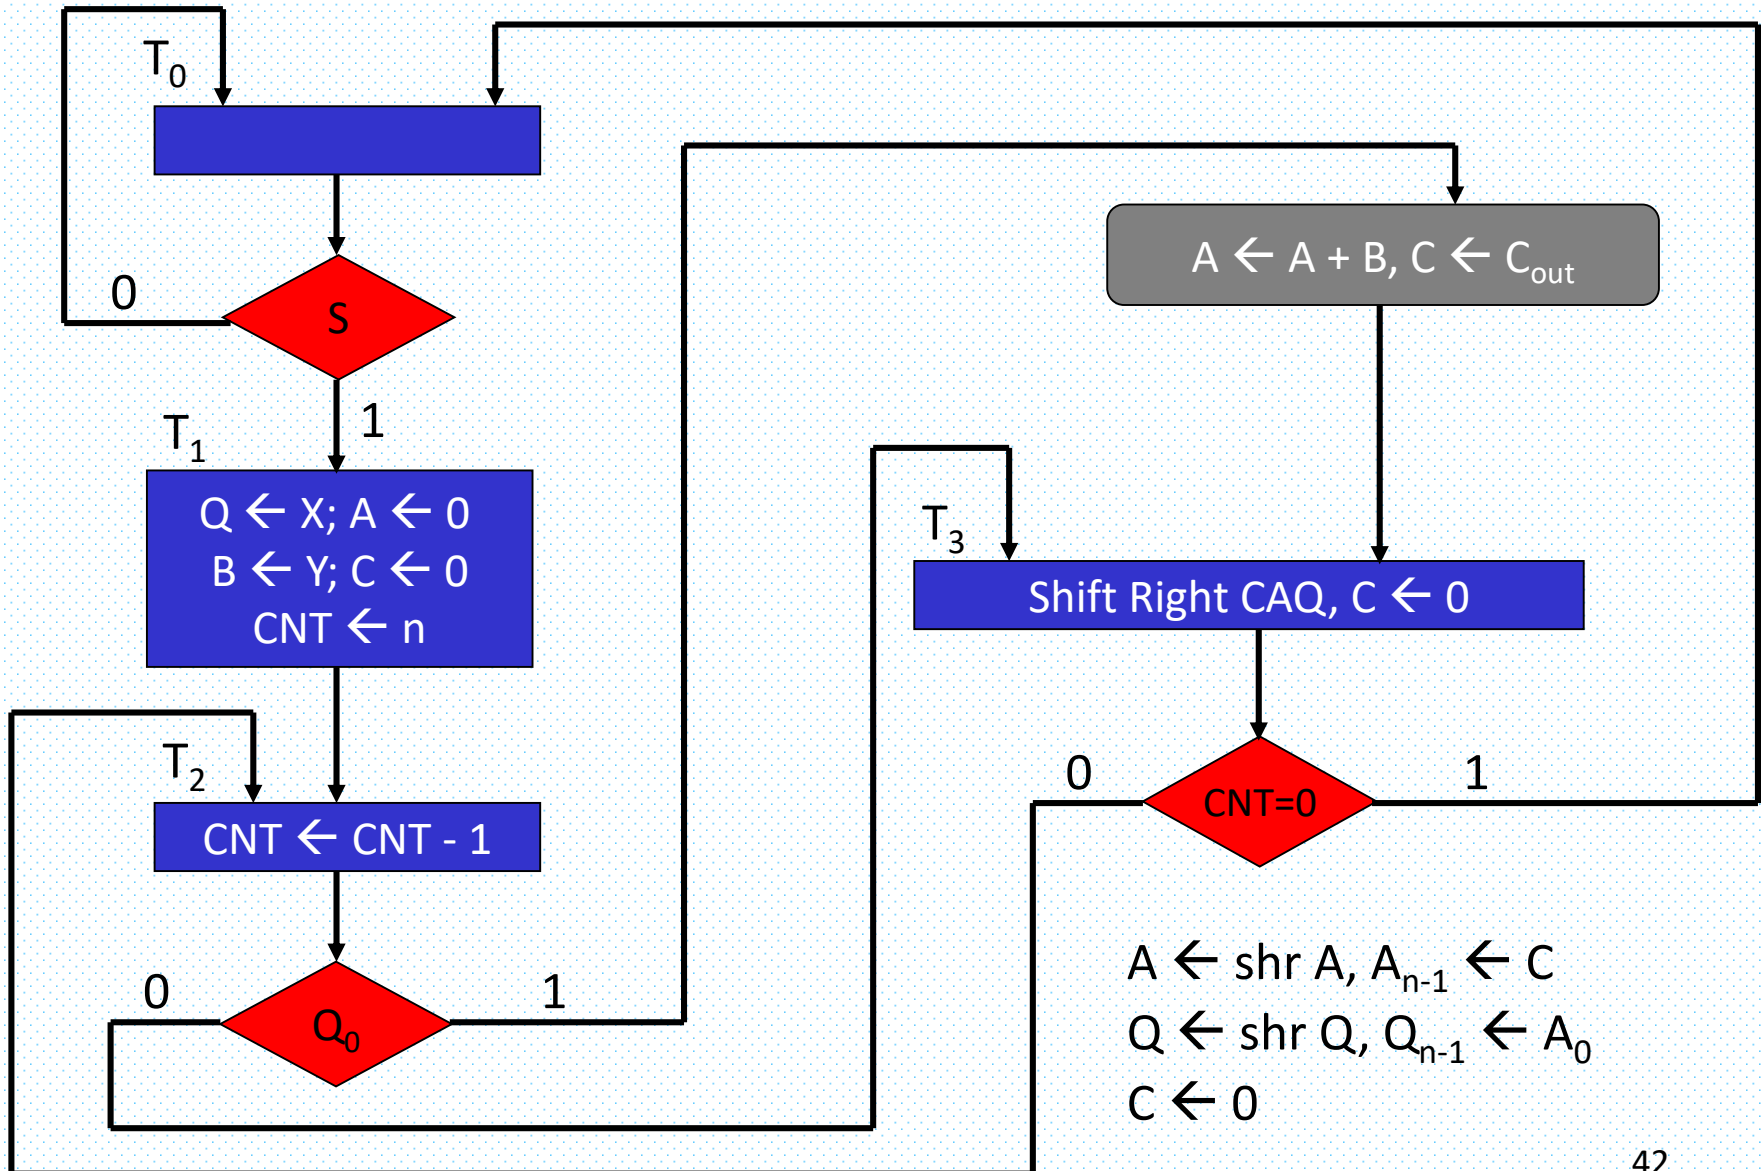 T₀
0
S
1
T₁
Q ← X; A ← 0
B ← Y; C ← 0
CNT ← n
T₂
CNT ← CNT - 1
0
Q₀
1
A ← A + B, C ← Cₒᵤₜ
T₃
Shift Right CAQ, C ← 0
0
CNT=0
1
A ← shr A, Aₙ₋₁ ← C
Q ← shr Q, Qₙ₋₁ ← A₀
C ← 0
42